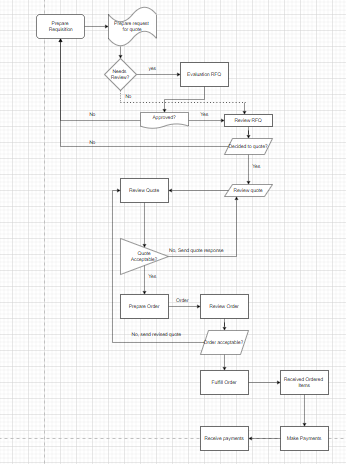 Prepare
Requisition
Prepare request
for quote
Needs
Review?
yes
Evaluation RFQ
No
No
Approved?
Yes
Review RFQ
No
Decided to quote?
Yes
Review Quote
Review quote
No, Send quote response
Quote
Acceptable?
Yes
Prepare Order
Order
Review Order
No, send revised quote
Order acceptable?
Fulfill Order
Received Ordered
Items
Receive payments
Make Payments